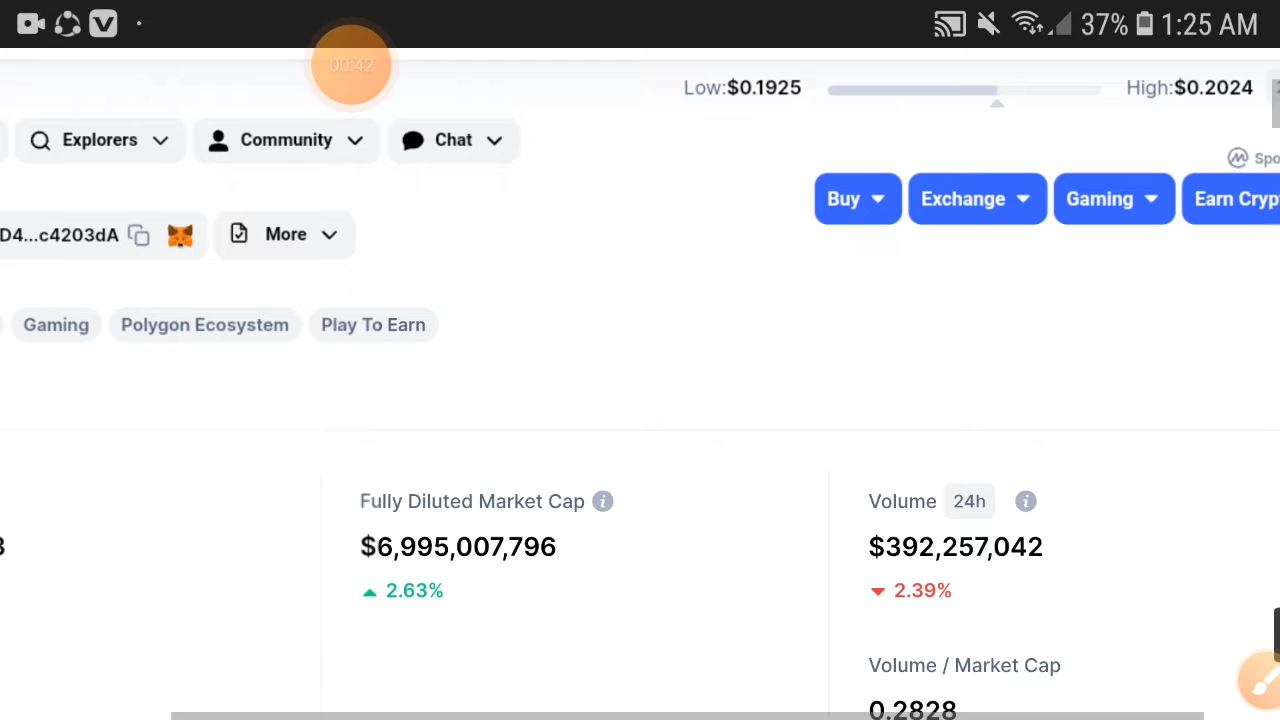 37% 1:25 AM
00:42
Low:$0.1925 High:$0.2024
Explorers Community Chat
Spo
Buy Exchange Gaming Earn Cryp
D4...c4203dA More
Gaming Polygon Ecosystem Play To Earn
Fully Diluted Market Cap Volume 24h
$6,995,007,796 $392,257,042
2.63% 2.39%
Volume / Market Cap
0.2828